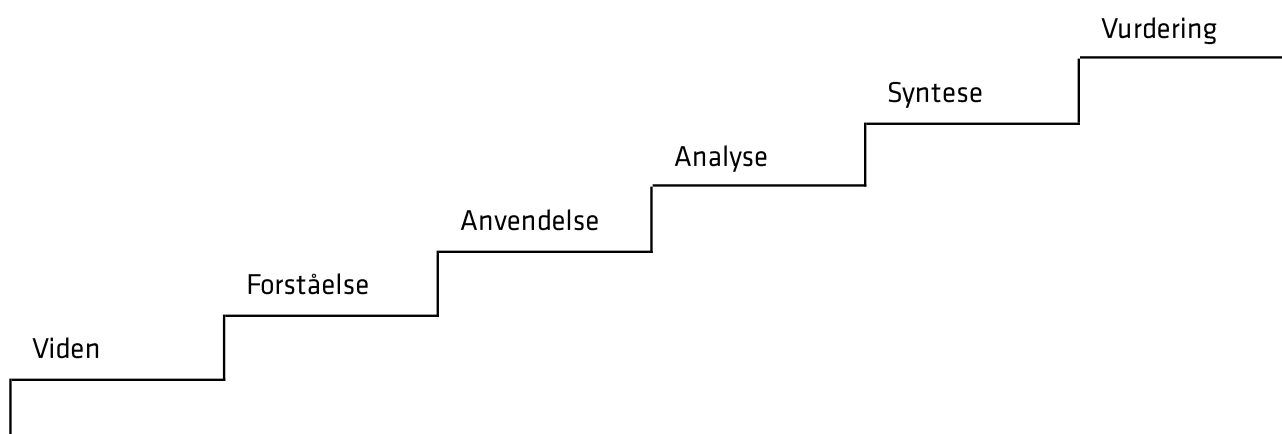 Vurdering
Syntese
Analyse
Anvendelse
Forståelse
Viden